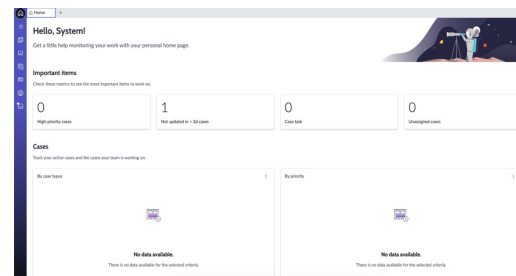 Home
Hello, System!
Get a little help monitoring your work with your personal home page.
Important items
Check these metrics to see the most important items to work on.
0
High-priority cases
1
Not updated in > 3d cases
0
Case task
0
Unassigned cases
Cases
Track your active cases and the cases your team is working on.
By case types
By priority
No data available.
There is no data available for the selected criteria.
No data available.
There is no data available for the selected criteria.